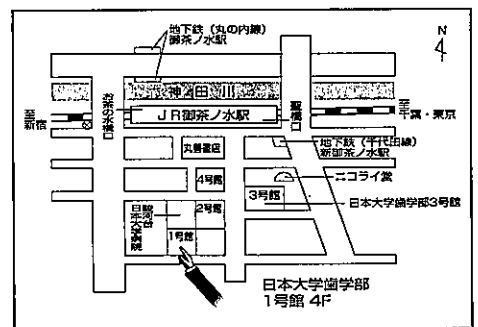 地下鉄（丸の内線）
御茶ノ水駅
N
4
神田川
お茶の水橋口
聖橋口
JR御茶ノ水駅
至
新宿
至
千葉・東京
丸善書店
地下鉄（千代田線）
新御茶ノ水駅
4号館
ニコライ堂
3号館
日本大学歯学部3号館
駿河台
日本大学病院
2号館
1号館
日本大学歯学部
1号館 4F